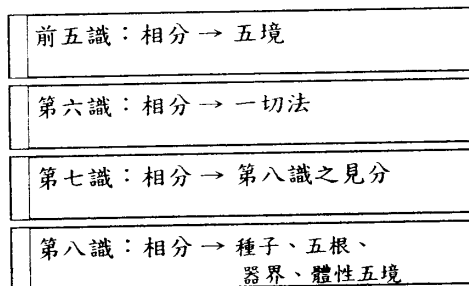 前五識：相分→五境
第六識：相分→一切法
第七識：相分→第八識之見分
第八識：相分→種子、五根、
器界、體性五境